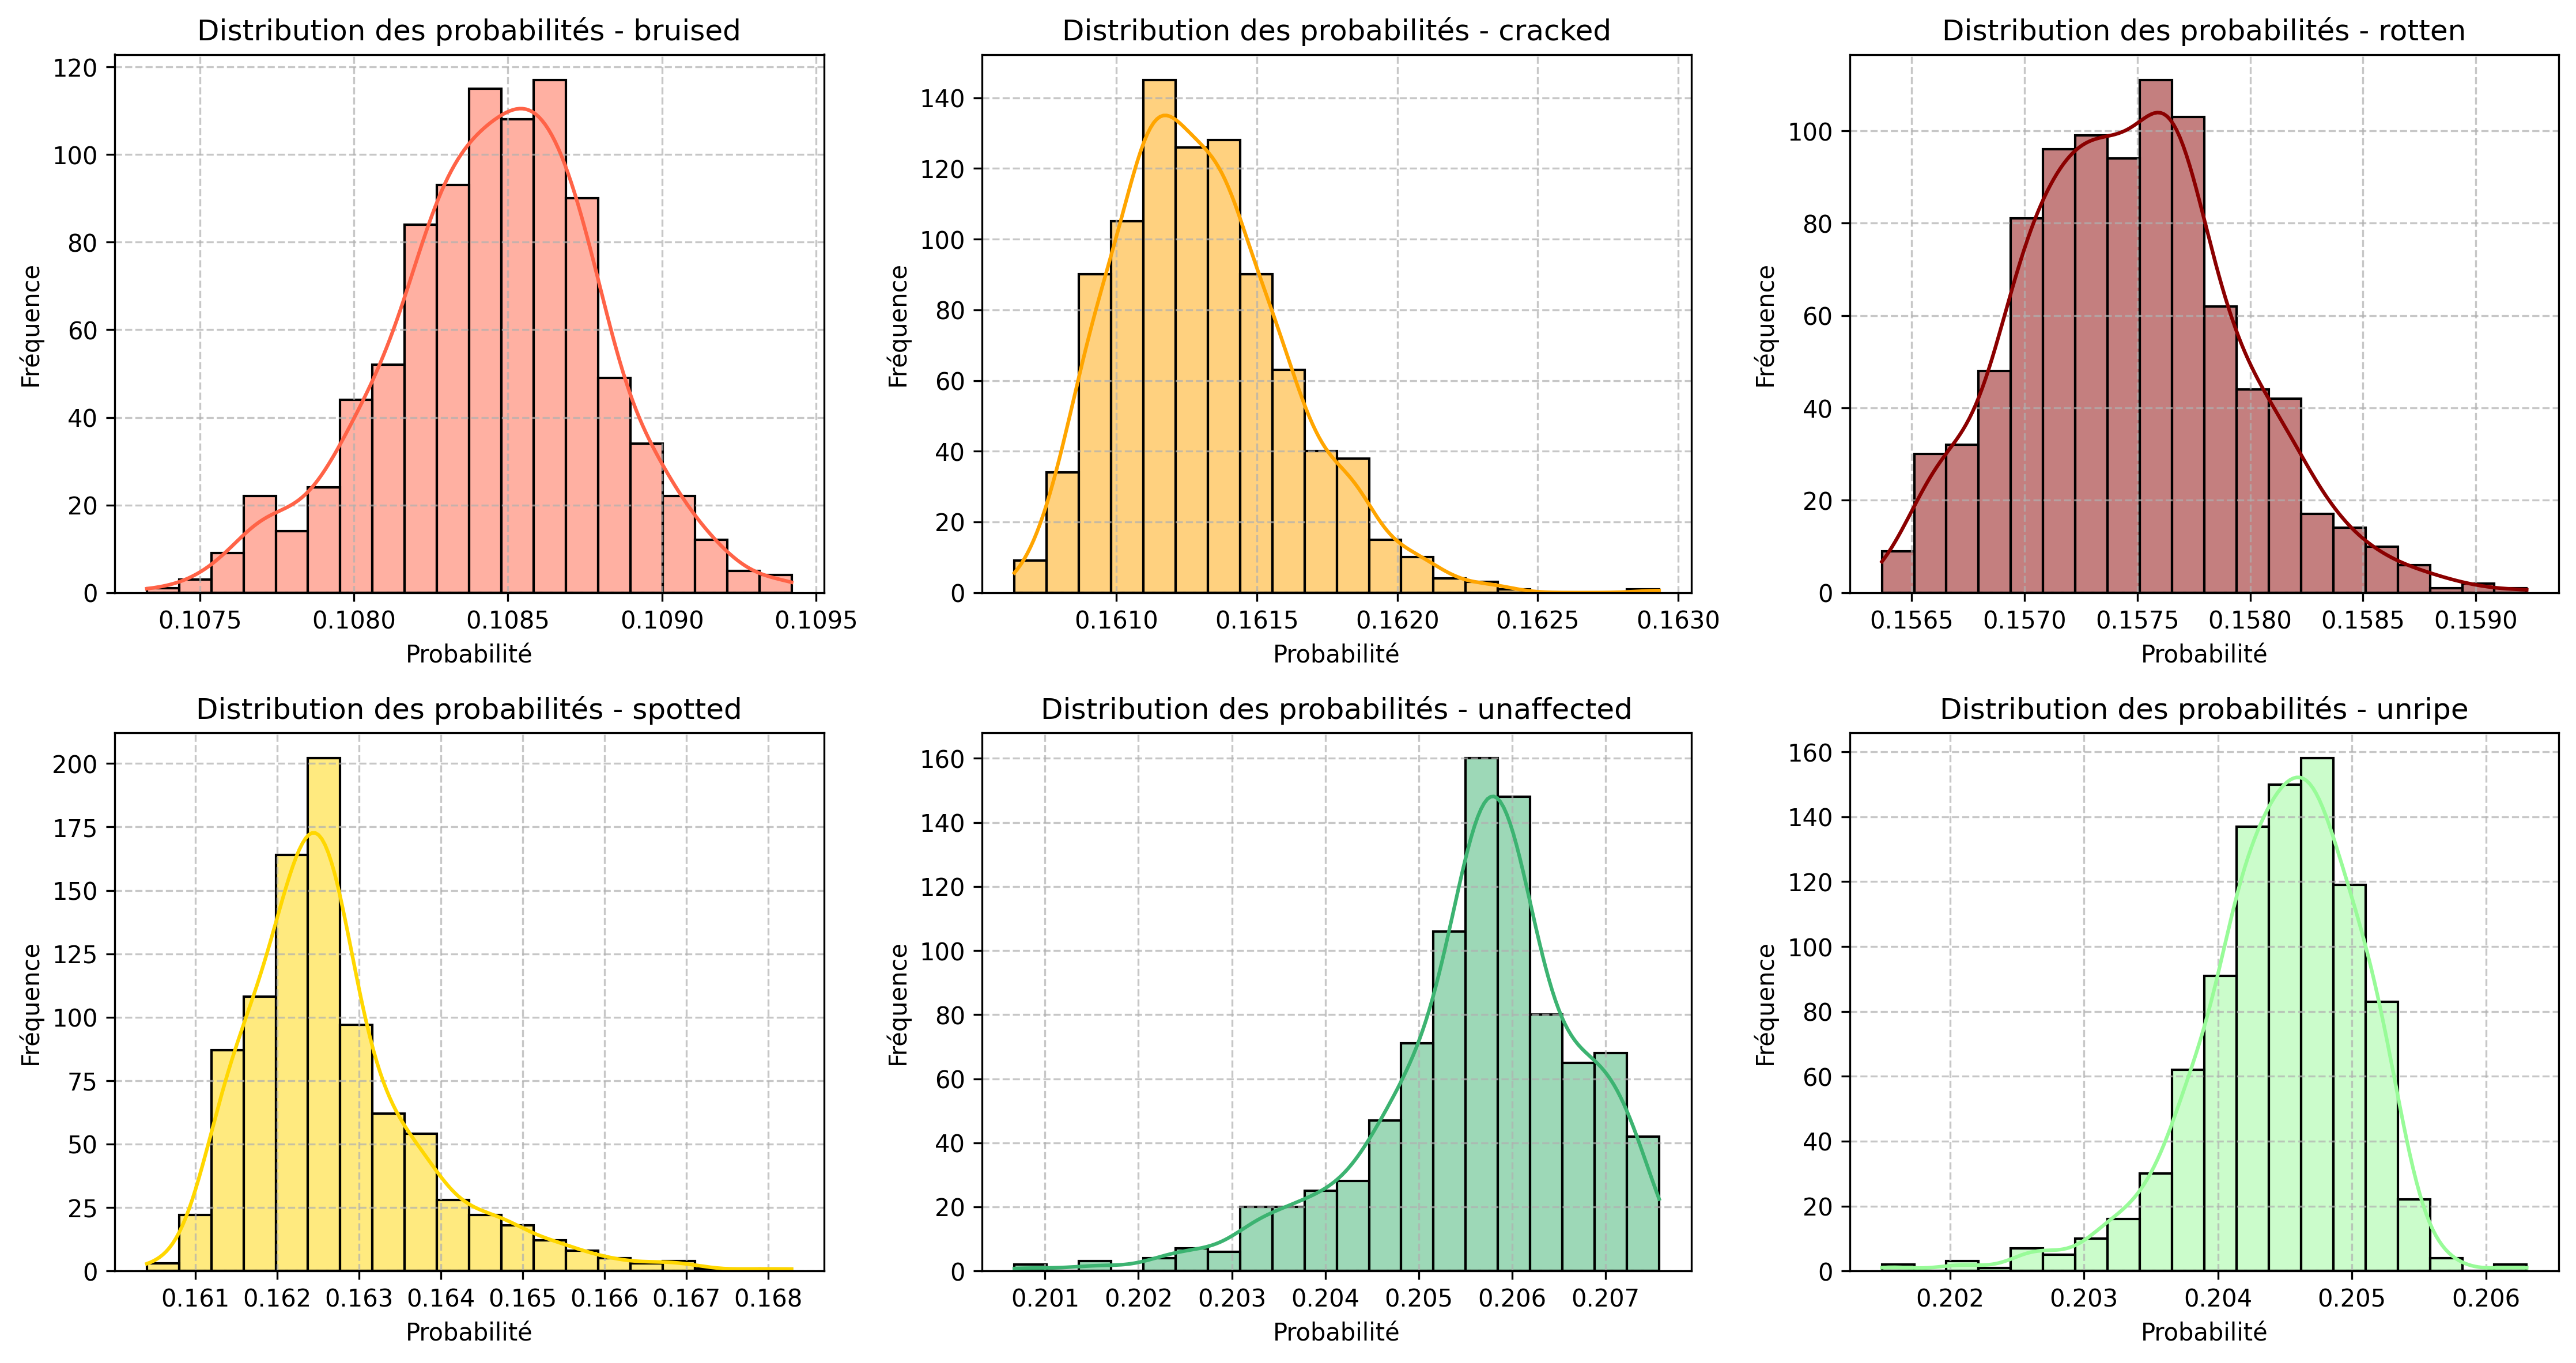 Distribution des probabilités - bruised
Fréquence
120
100
80
60
40
20
0
0.1075 0.1080 0.1085 0.1090 0.1095
Probabilité
Distribution des probabilités - cracked
Fréquence
140
120
100
80
60
40
20
0
0.1610 0.1615 0.1620 0.1625 0.1630
Probabilité
Distribution des probabilités - rotten
Fréquence
100
80
60
40
20
0
0.1565 0.1570 0.1575 0.1580 0.1585 0.1590
Probabilité
Distribution des probabilités - spotted
Fréquence
200
175
150
125
100
75
50
25
0
0.161 0.162 0.163 0.164 0.165 0.166 0.167 0.168
Probabilité
Distribution des probabilités - unaffected
Fréquence
160
140
120
100
80
60
40
20
0
0.201 0.202 0.203 0.204 0.205 0.206 0.207
Probabilité
Distribution des probabilités - unripe
Fréquence
160
140
120
100
80
60
40
20
0
0.202 0.203 0.204 0.205 0.206
Probabilité